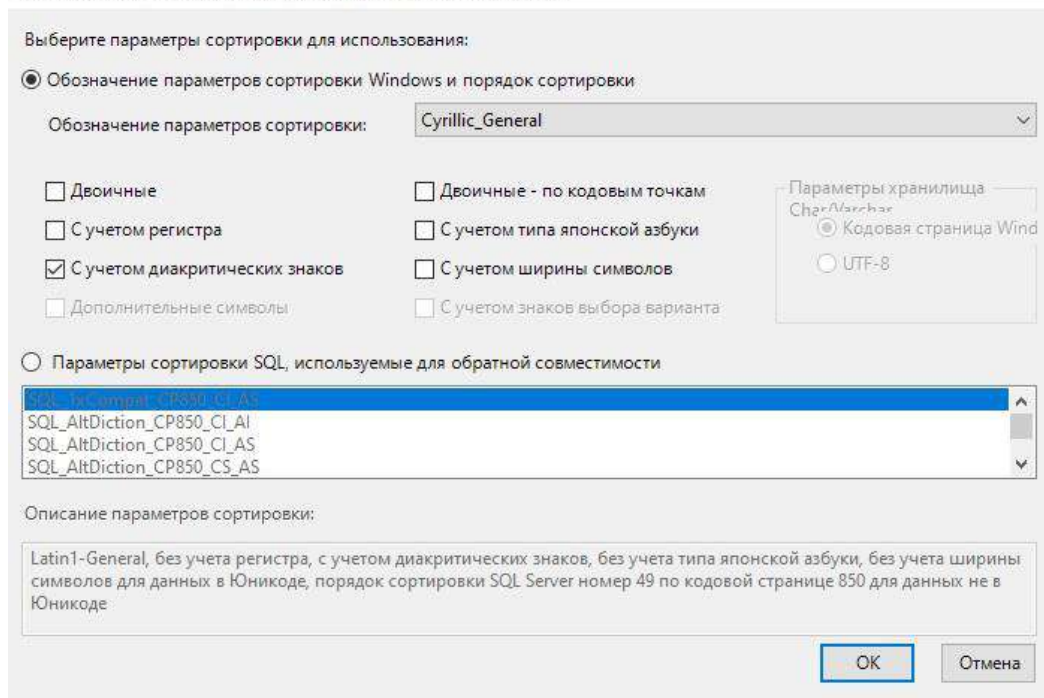 Выберите параметры сортировки для использования:
Обозначение параметров сортировки Windows и порядок сортировки
Обозначение параметров сортировки:
Cyrillic_General
Двоичные
Двоичные - по кодовым точкам
Параметры хранилища
Char/Varchar
С учетом регистра
С учетом типа японской азбуки
Кодовая страница Wind
С учетом диакритических знаков
С учетом ширины символов
UTF-8
Дополнительные символы
С учетом знаков выбора варианта
Параметры сортировки SQL, используемые для обратной совместимости
SQL_1xCompat_CP850_CI_AS
SQL_AltDiction_CP850_CI_AI
SQL_AltDiction_CP850_CI_AS
SQL_AltDiction_CP850_CS_AS
Описание параметров сортировки:
Latin1-General, без учета регистра, с учетом диакритических знаков, без учета типа японской азбуки, без учета ширины
символов для данных в Юникоде, порядок сортировки SQL Server номер 49 по кодовой странице 850 для данных не в
Юникоде
ОК
Отмена